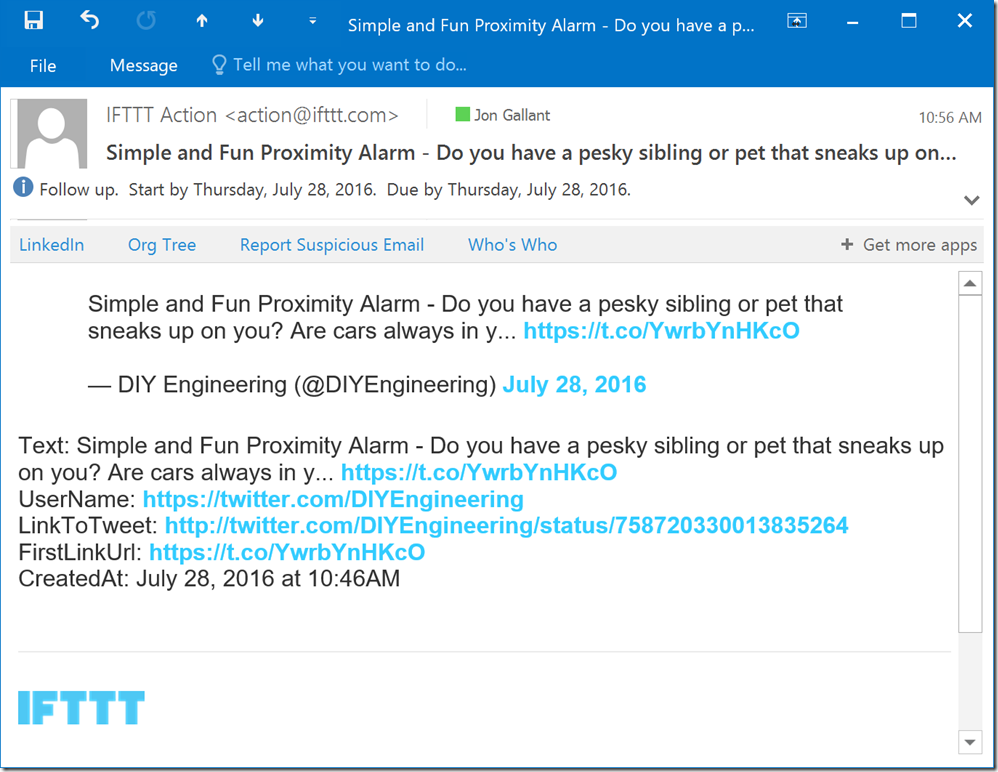 Simple and Fun Proximity Alarm - Do you have a p...
File Message Tell me what you want to do...
IFTTT Action <action@ifttt.com> Jon Gallant 10:56 AM
Simple and Fun Proximity Alarm - Do you have a pesky sibling or pet that sneaks up on...
Follow up. Start by Thursday, July 28, 2016. Due by Thursday, July 28, 2016.
LinkedIn Org Tree Report Suspicious Email Who's Who + Get more apps
Simple and Fun Proximity Alarm - Do you have a pesky sibling or pet that
sneaks up on you? Are cars always in y... https://t.co/YwrbYnHKcO
— DIY Engineering (@DIYEngineering) July 28, 2016
Text: Simple and Fun Proximity Alarm - Do you have a pesky sibling or pet that sneaks up
on you? Are cars always in y... https://t.co/YwrbYnHKcO
UserName: https://twitter.com/DIYEngineering
LinkToTweet: http://twitter.com/DIYEngineering/status/758720330013835264
FirstLinkUrl: https://t.co/YwrbYnHKcO
CreatedAt: July 28, 2016 at 10:46AM
IFTTT